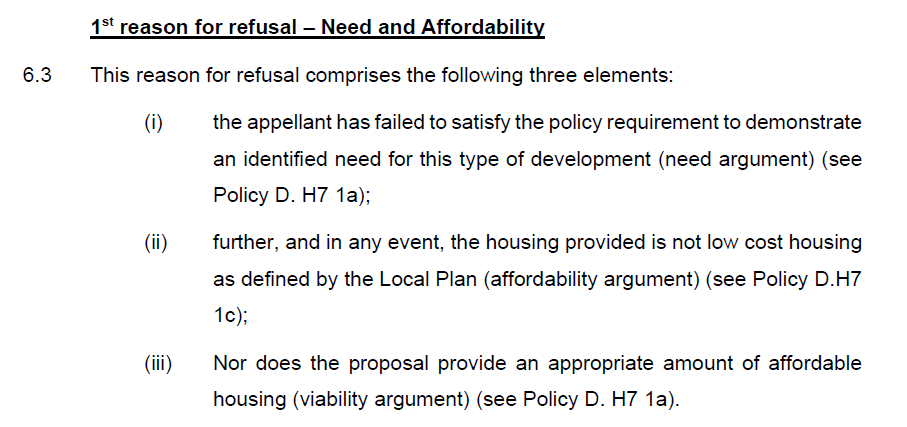 1st reason for refusal – Need and Affordability
6.3 This reason for refusal comprises the following three elements:
(i) the appellant has failed to satisfy the policy requirement to demonstrate
an identified need for this type of development (need argument) (see
Policy D. H7 1a);
(ii) further, and in any event, the housing provided is not low cost housing
as defined by the Local Plan (affordability argument) (see Policy D.H7
1c);
(iii) Nor does the proposal provide an appropriate amount of affordable
housing (viability argument) (see Policy D. H7 1a).